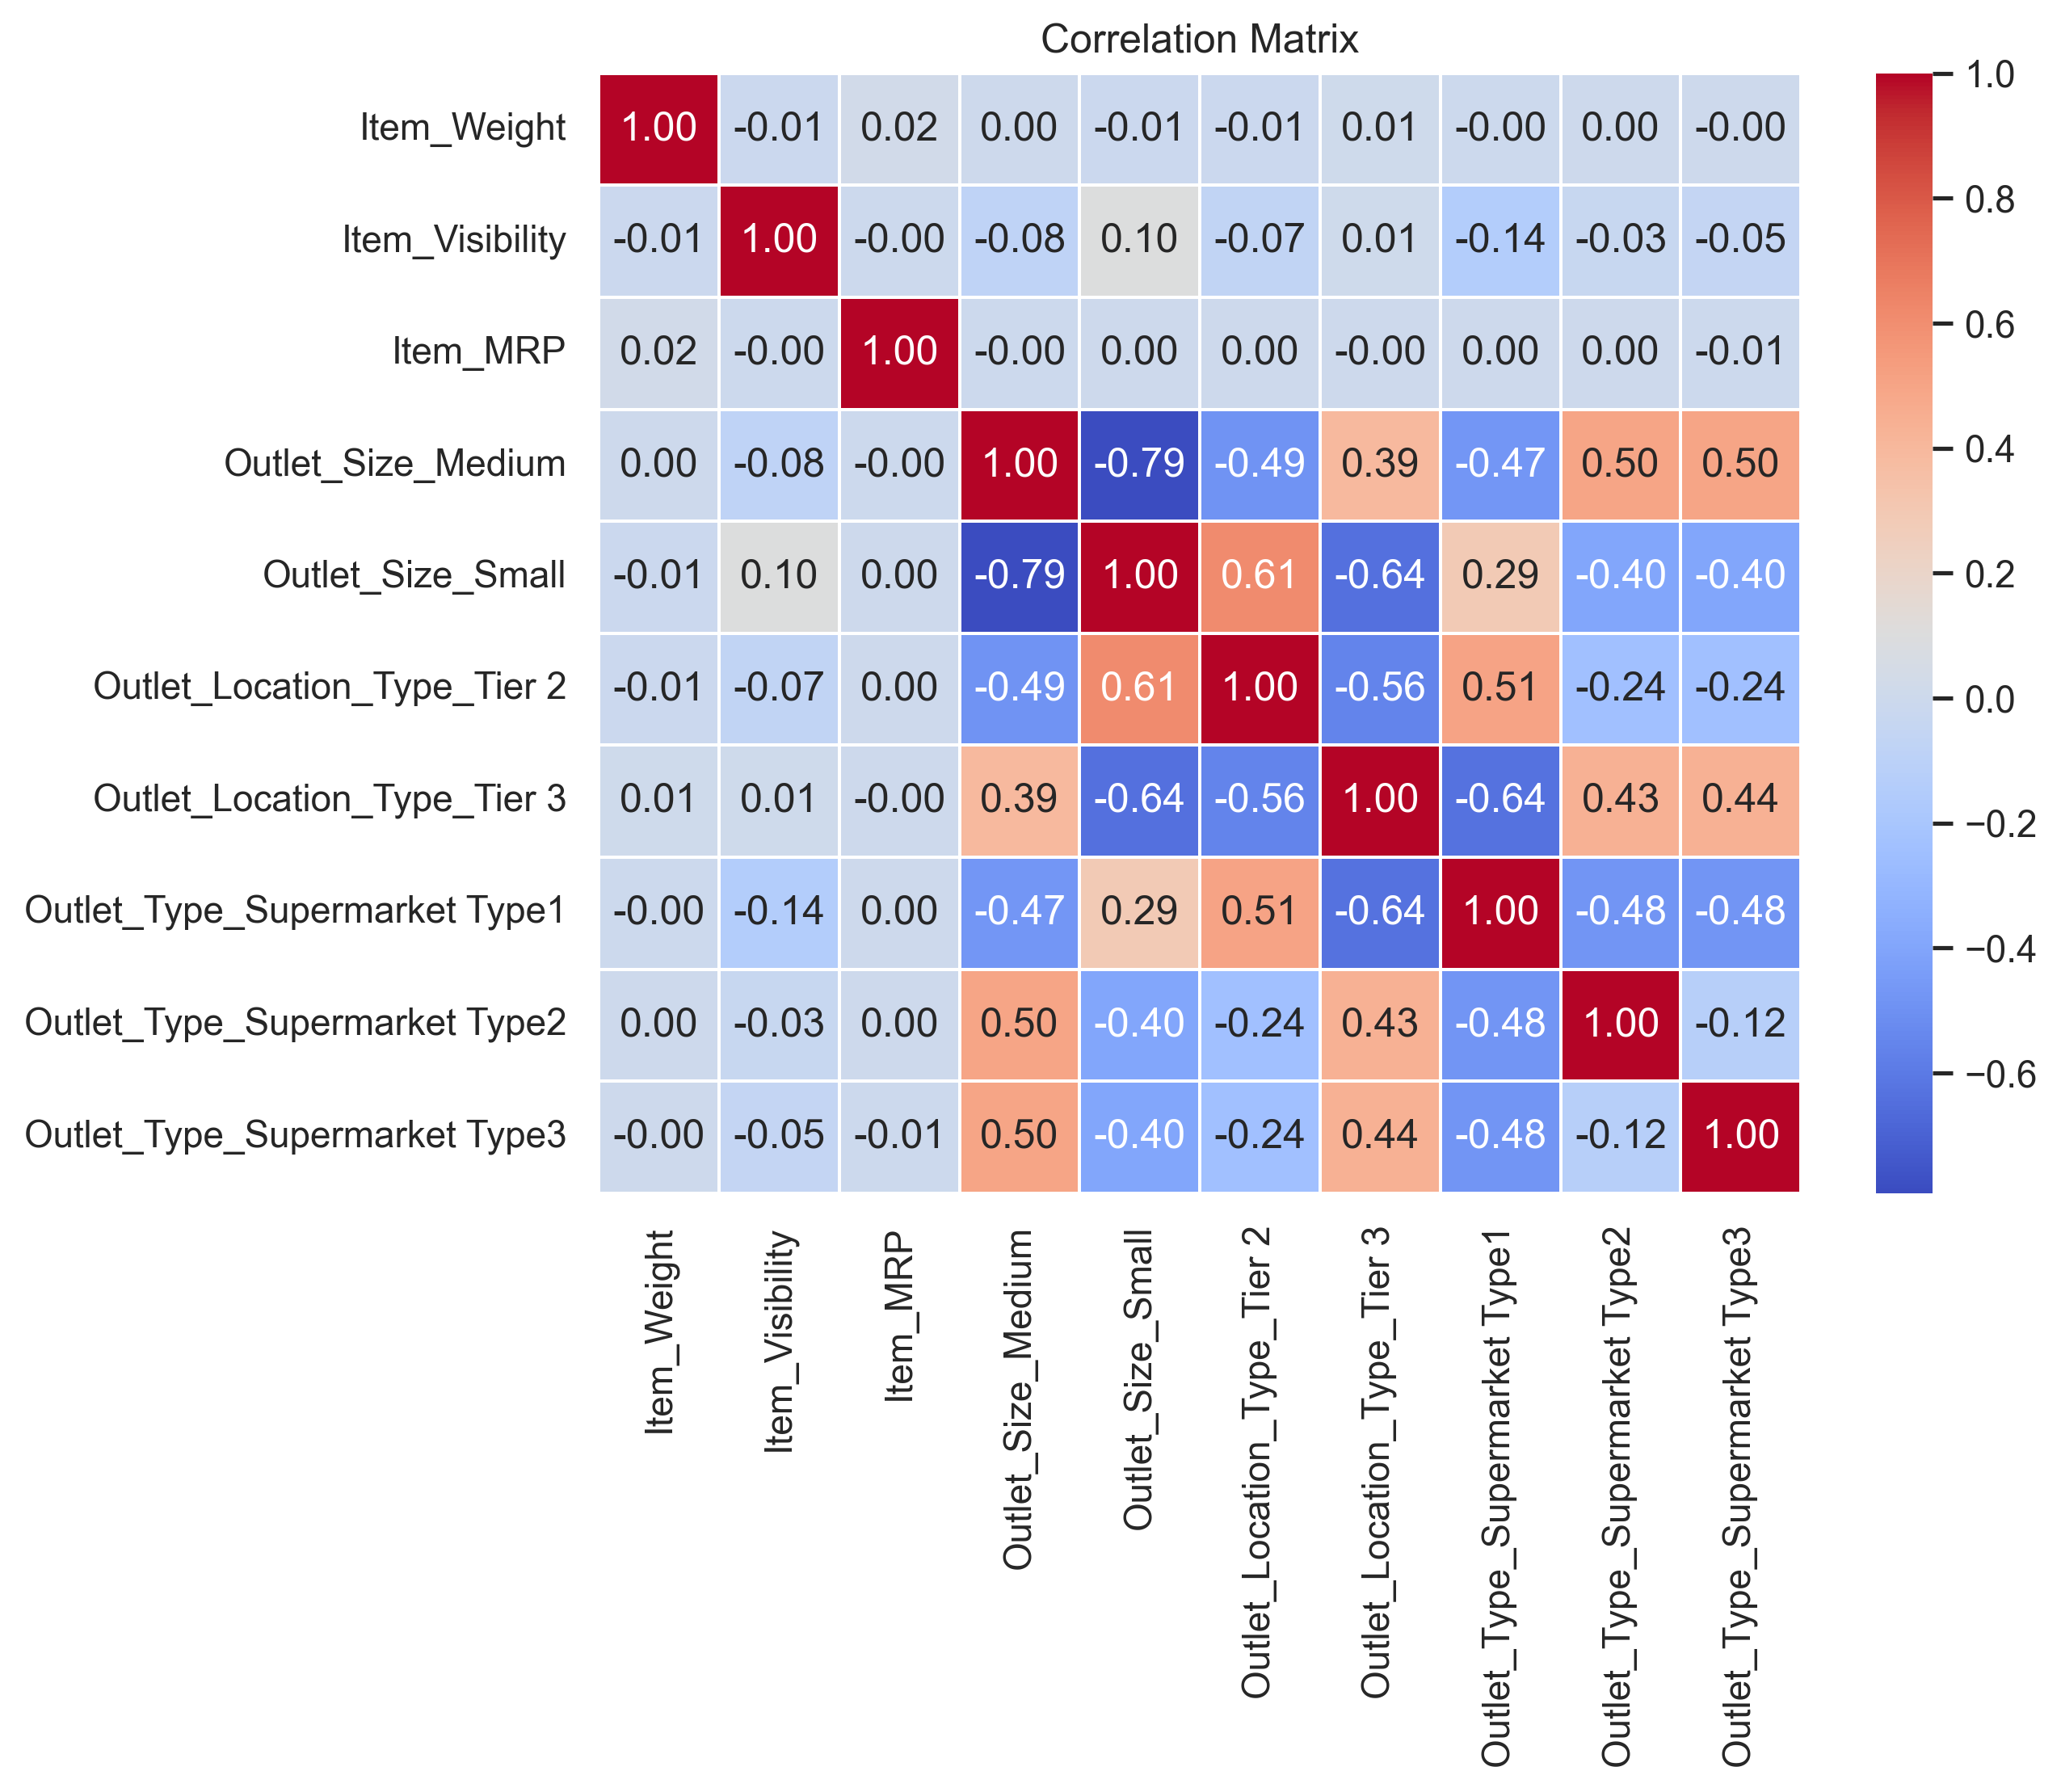 Correlation Matrix
Item_Weight 1.00 -0.01 0.02 0.00 -0.01 -0.01 0.01 -0.00 0.00 -0.00
Item_Visibility -0.01 1.00 -0.00 -0.08 0.10 -0.07 0.01 -0.14 -0.03 -0.05
Item_MRP 0.02 -0.00 1.00 -0.00 0.00 0.00 -0.00 0.00 0.00 -0.01
Outlet_Size_Medium 0.00 -0.08 -0.00 1.00 -0.79 -0.49 0.39 -0.47 0.50 0.50
Outlet_Size_Small -0.01 0.10 0.00 -0.79 1.00 0.61 -0.64 0.29 -0.40 -0.40
Outlet_Location_Type_Tier 2 -0.01 -0.07 0.00 -0.49 0.61 1.00 -0.56 0.51 -0.24 -0.24
Outlet_Location_Type_Tier 3 0.01 0.01 -0.00 0.39 -0.64 -0.56 1.00 -0.64 0.43 0.44
Outlet_Type_Supermarket Type1 -0.00 -0.14 0.00 -0.47 0.29 0.51 -0.64 1.00 -0.48 -0.48
Outlet_Type_Supermarket Type2 0.00 -0.03 0.00 0.50 -0.40 -0.24 0.43 -0.48 1.00 -0.12
Outlet_Type_Supermarket Type3 -0.00 -0.05 -0.01 0.50 -0.40 -0.24 0.44 -0.48 -0.12 1.00
Item_Weight
Item_Visibility
Item_MRP
Outlet_Size_Medium
Outlet_Size_Small
Outlet_Location_Type_Tier 2
Outlet_Location_Type_Tier 3
Outlet_Type_Supermarket Type1
Outlet_Type_Supermarket Type2
Outlet_Type_Supermarket Type3
1.0
0.8
0.6
0.4
0.2
0.0
−0.2
−0.4
−0.6